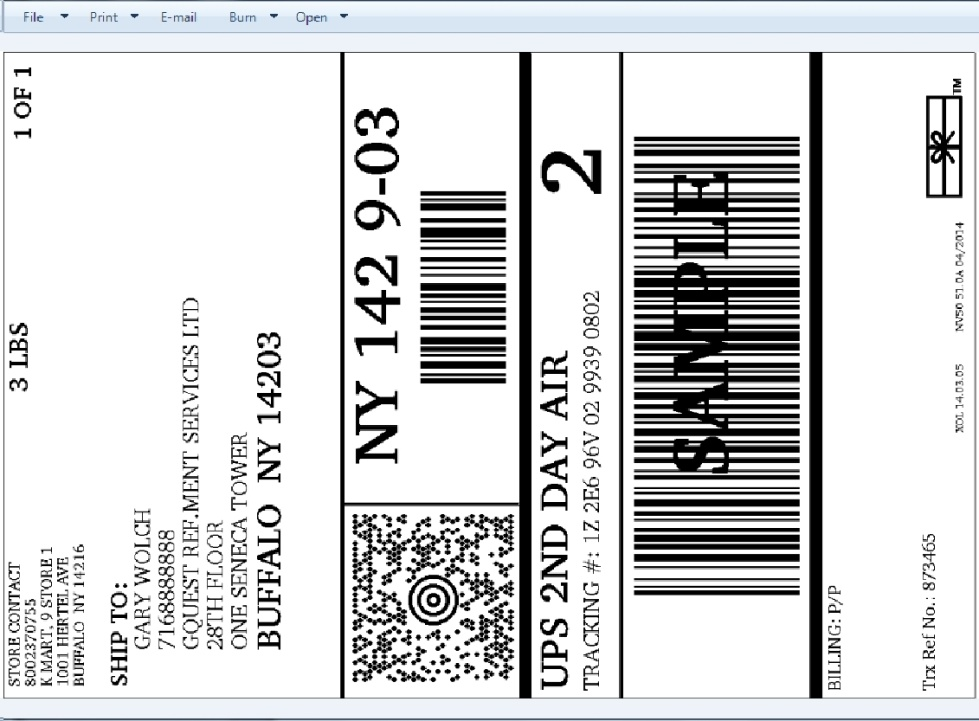 File Print E-mail Burn Open
STORE CONTACT
8002370755
K MART. 9 STORE 1
1001 HERTEL AVE
BUFFALO NY 14216
3 LBS
1 OF 1
SHIP TO:
GARY WOLCH
7168888888
GQUEST REF.MENT SERVICES LTD
28TH FLOOR
ONE SENECA TOWER
BUFFALO NY 14203
NY 142 9-03
UPS 2ND DAY AIR
2
TRACKING #: 1Z 2E6 96V 02 9939 0802
SAMPLE
BILLING: P/P
Trx Ref No.: 873465
XOL 14.03.05 NV50 51.0A 04/2014
TM